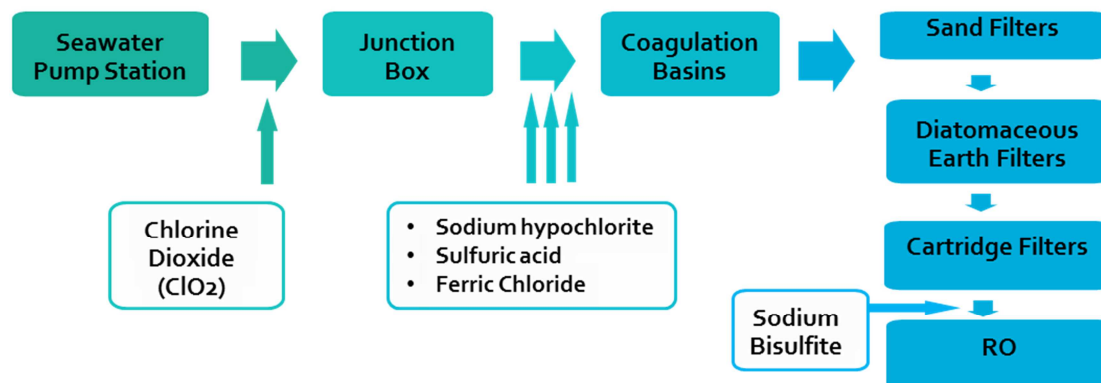 Seawater
Pump Station
Junction
Box
Coagulation
Basins
Sand Filters
Diatomaceous
Earth Filters
Cartridge Filters
RO
Chlorine
Dioxide
(ClO2)
• Sodium hypochlorite
• Sulfuric acid
• Ferric Chloride
Sodium
Bisulfite